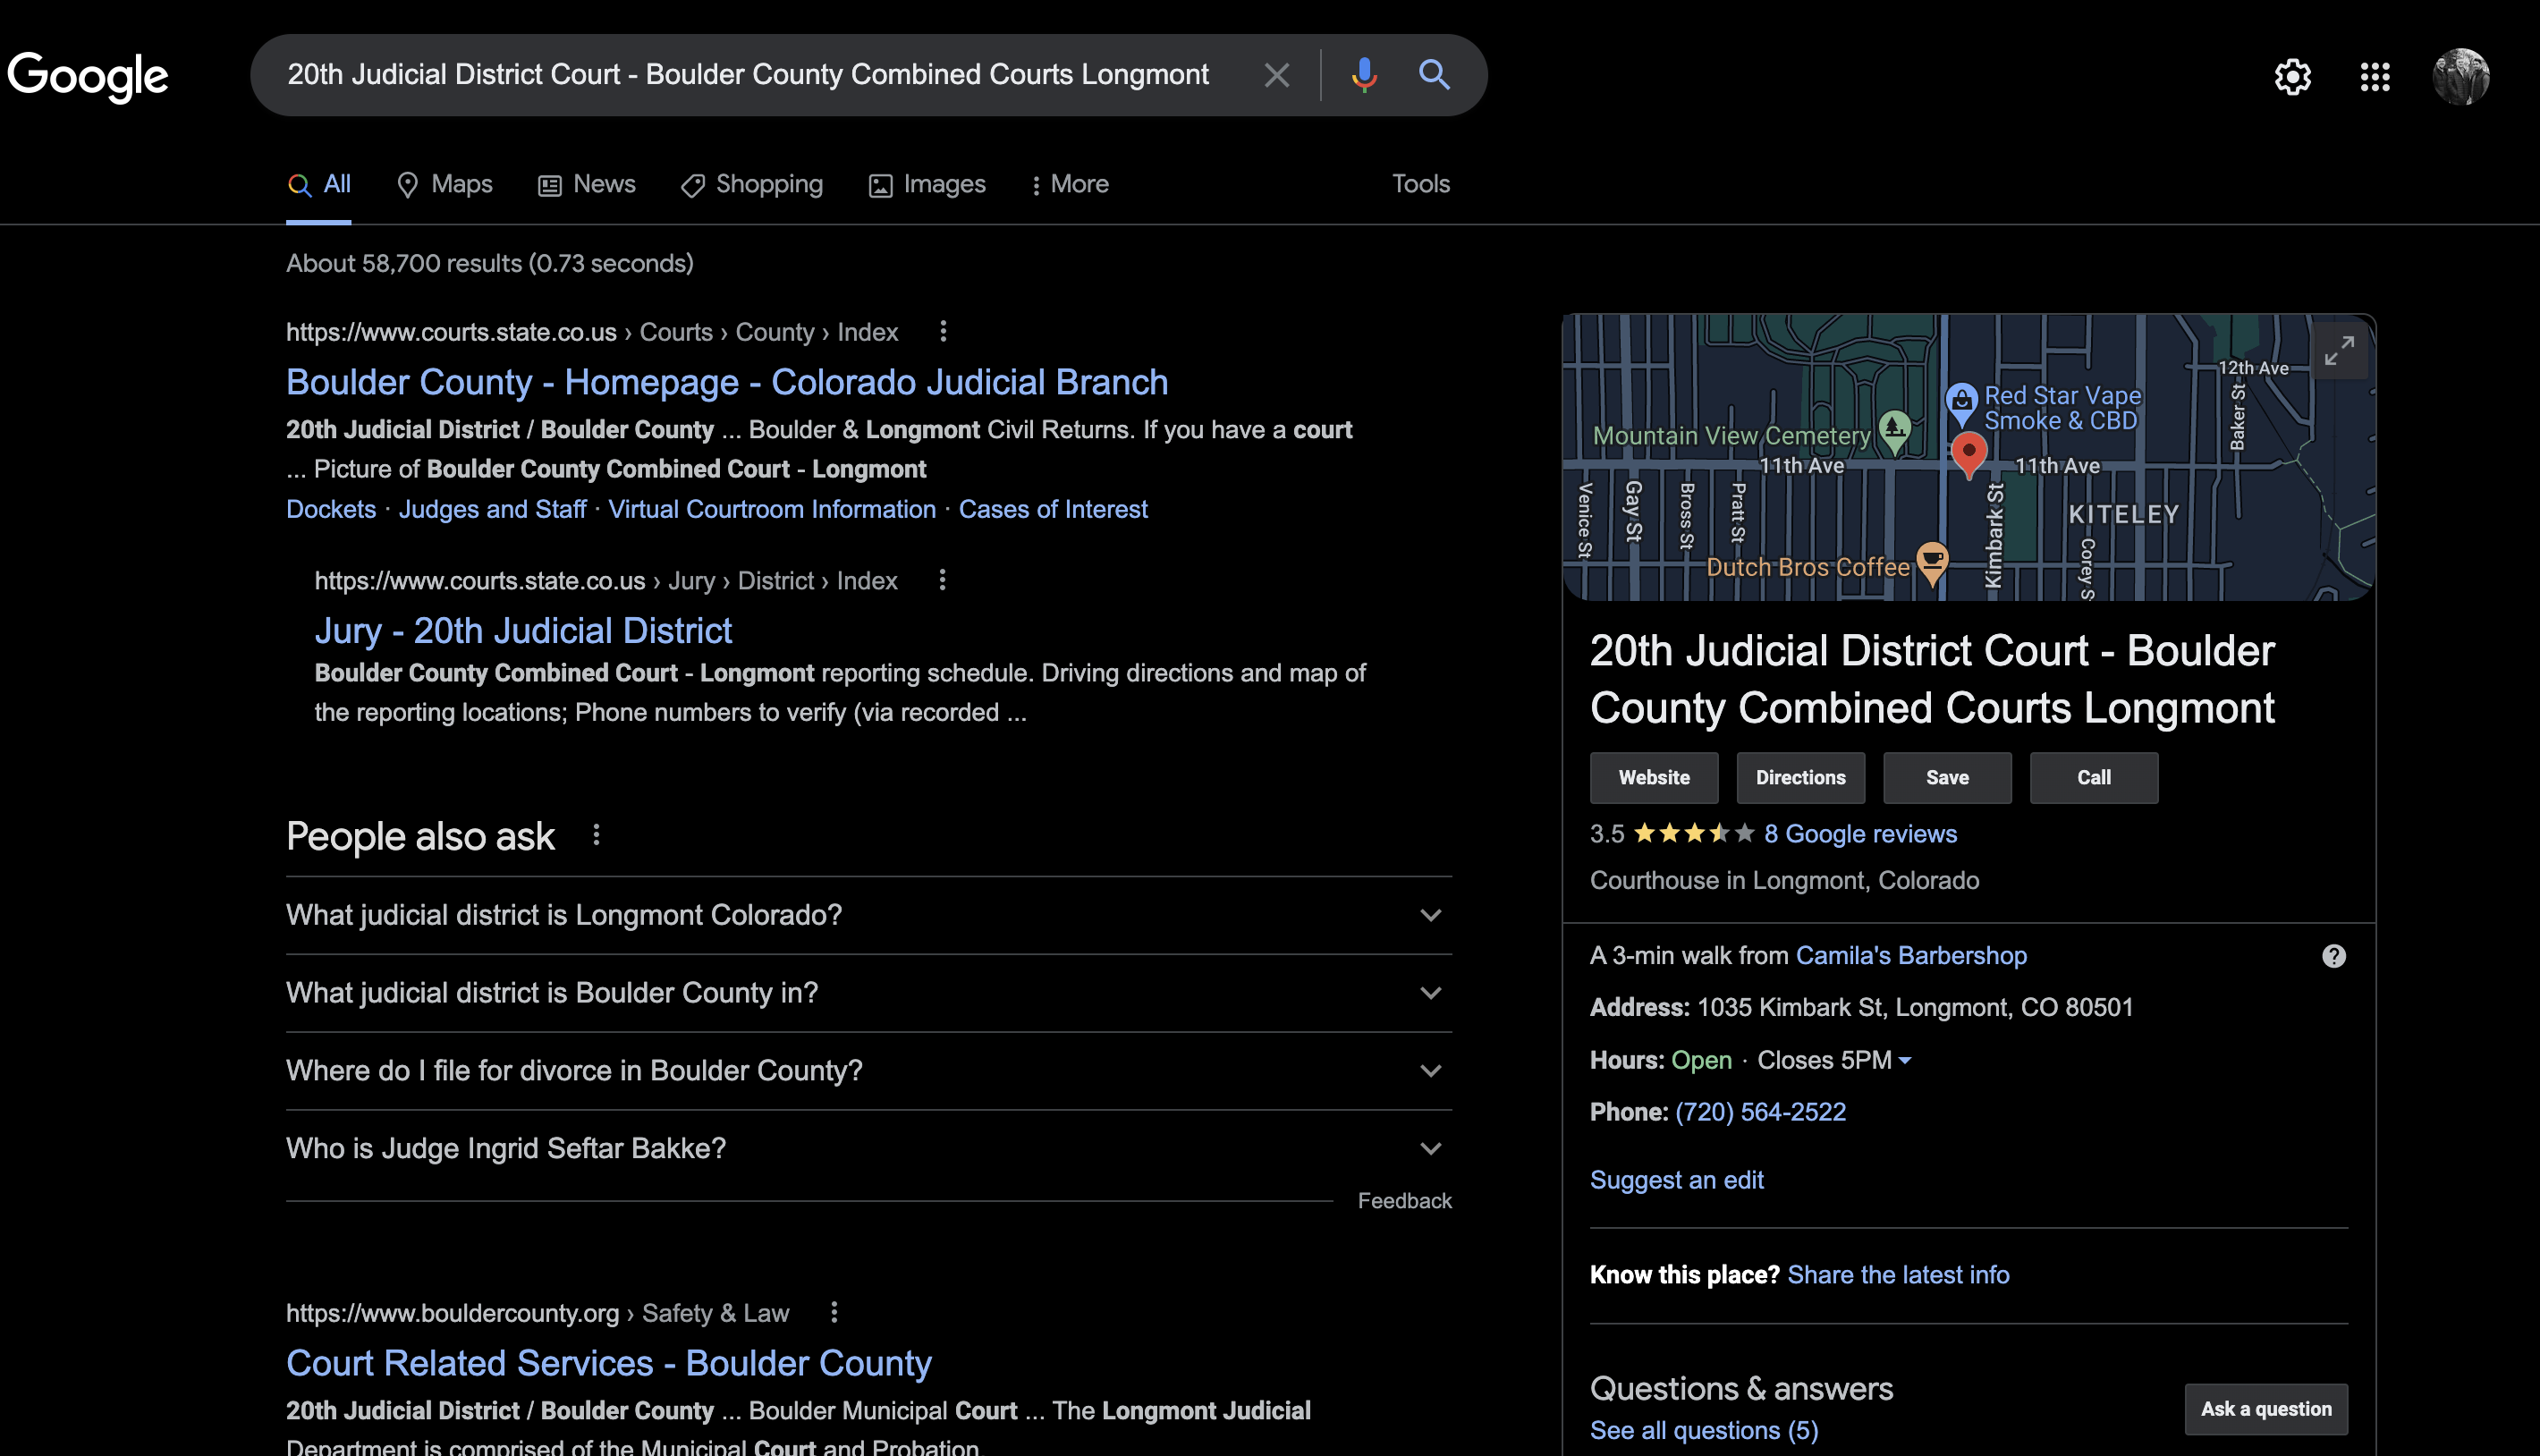 Google
20th Judicial District Court - Boulder County Combined Courts Longmont
All
Maps
News
Shopping
Images
More
Tools
About 58,700 results (0.73 seconds)
https://www.courts.state.co.us › Courts › County › Index
Boulder County - Homepage - Colorado Judicial Branch
20th Judicial District / Boulder County ... Boulder & Longmont Civil Returns. If you have a court
... Picture of Boulder County Combined Court - Longmont
Dockets · Judges and Staff · Virtual Courtroom Information · Cases of Interest
https://www.courts.state.co.us › Jury › District › Index
Jury - 20th Judicial District
Boulder County Combined Court - Longmont reporting schedule. Driving directions and map of
the reporting locations; Phone numbers to verify (via recorded ...
People also ask
What judicial district is Longmont Colorado?
What judicial district is Boulder County in?
Where do I file for divorce in Boulder County?
Who is Judge Ingrid Seftar Bakke?
Feedback
https://www.bouldercounty.org › Safety & Law
Court Related Services - Boulder County
20th Judicial District / Boulder County ... Boulder Municipal Court ... The Longmont Judicial
Department is comprised of the Municipal Court and Probation.
12th Ave
Baker St
Red Star Vape
Smoke & CBD
Mountain View Cemetery
11th Ave
11th Ave
Venice St
Gay St
Bross St
Pratt St
Kimbark St
KITELEY
Corey S
Dutch Bros Coffee
20th Judicial District Court - Boulder
County Combined Courts Longmont
Website
Directions
Save
Call
3.5
8 Google reviews
Courthouse in Longmont, Colorado
A 3-min walk from Camila's Barbershop
Address: 1035 Kimbark St, Longmont, CO 80501
Hours: Open · Closes 5PM
Phone: (720) 564-2522
Suggest an edit
Know this place? Share the latest info
Questions & answers
See all questions (5)
Ask a question